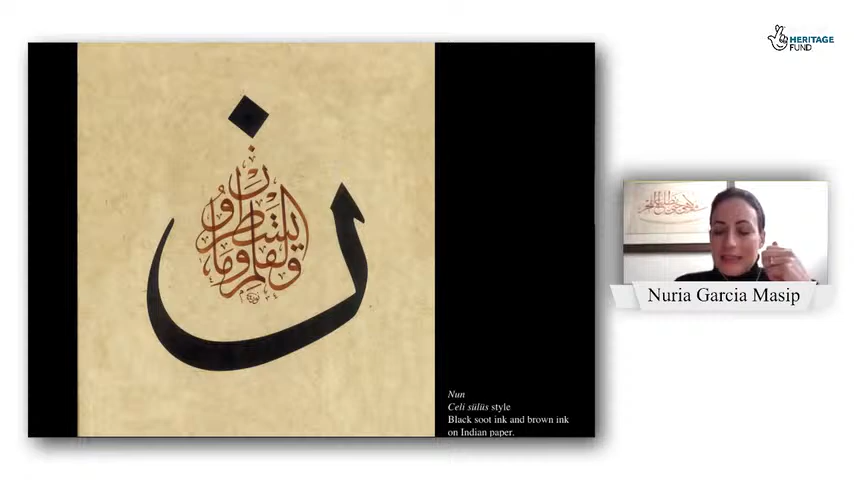 HERITAGE
FUND
ن
والقلم وما يسطرون
Nun
Celi sülüs style
Black soot ink and brown ink
on Indian paper.
Nuria Garcia Masip